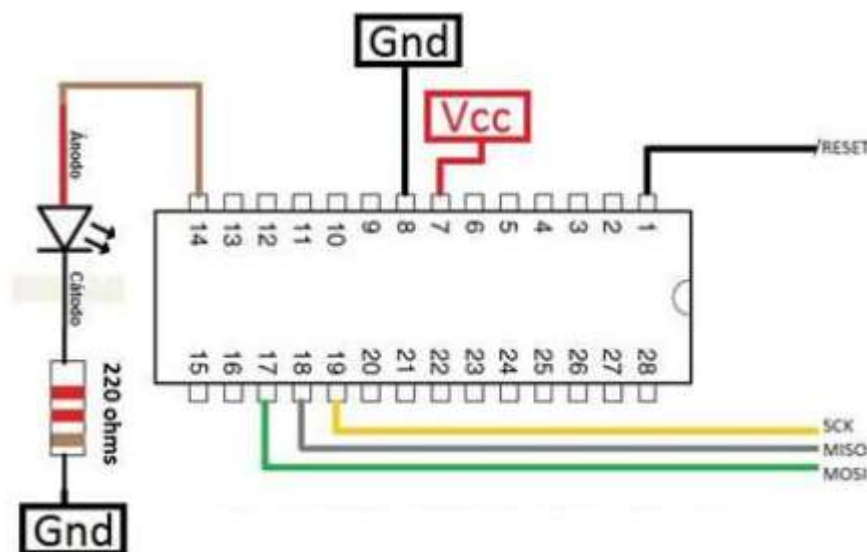 Gnd
Vcc
/RESET
Ánodo
14 13 12 11 10 9 8 7 6 5 4 3 2 1
Cátodo
15 16 17 18 19 20 21 22 23 24 25 26 27 28
220 ohms
SCK
MISO
MOSI
Gnd